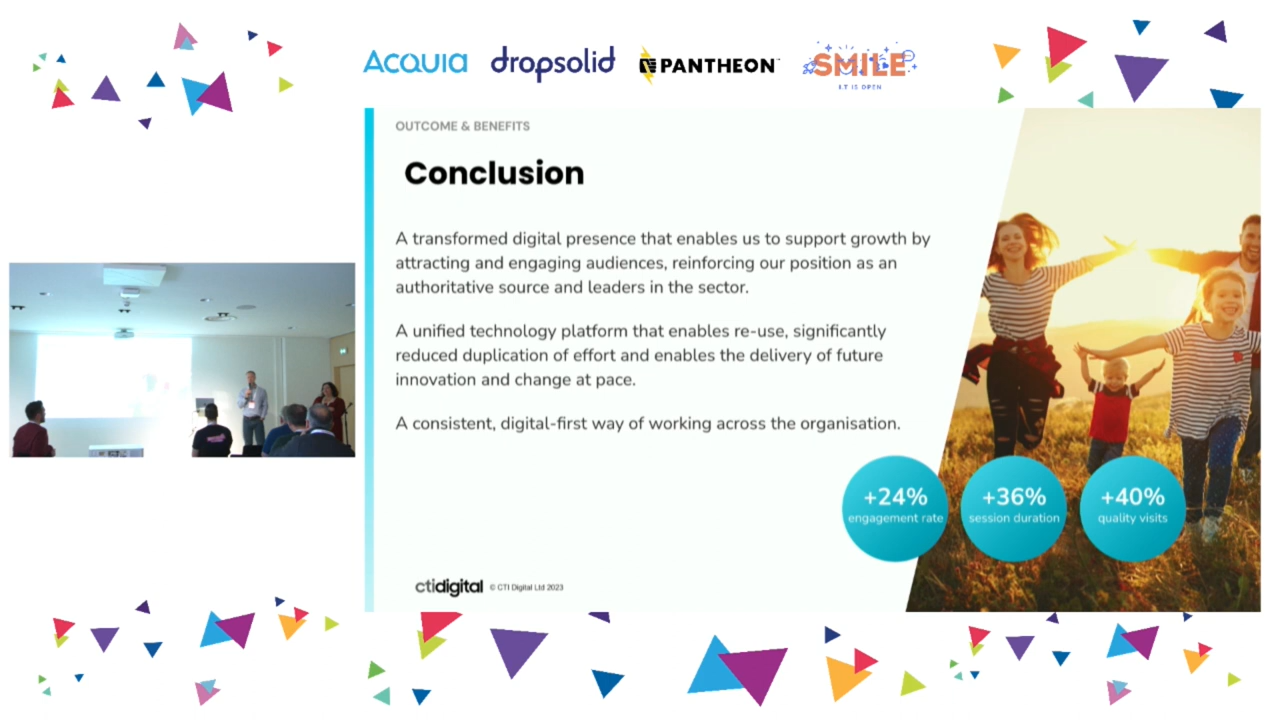 ACQUIA
dropsolid
PANTHEON
SMILE
I.T IS OPEN
OUTCOME & BENEFITS
Conclusion
A transformed digital presence that enables us to support growth by
attracting and engaging audiences, reinforcing our position as an
authoritative source and leaders in the sector.
A unified technology platform that enables re-use, significantly
reduced duplication of effort and enables the delivery of future
innovation and change at pace.
A consistent, digital-first way of working across the organisation.
+24%
engagement rate
+36%
session duration
+40%
quality visits
ctidigital © CTI Digital Ltd 2023